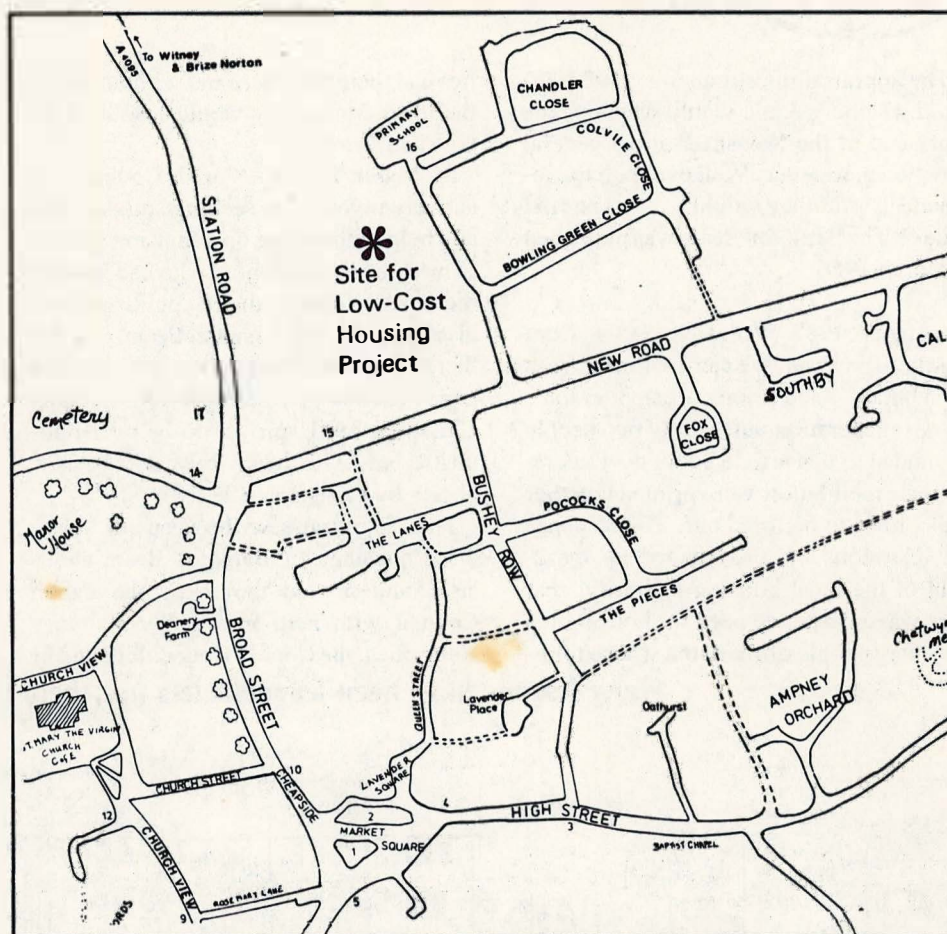 To Witney
& Brize Norton
A4095
STATION ROAD
CHANDLER
CLOSE
PRIMARY
SCHOOL
16
COLVILE CLOSE
BOWLING GREEN CLOSE
Site for
Low-Cost
Housing
Project
NEW ROAD
CAL
SOUTHBY
FOX
CLOSE
Cemetery
17
15
14
Manor
House
BUSHEY
ROW
POCOCKS CLOSE
THE LANES
THE PIECES
Deanery
Farm
BROAD STREET
CHURCH VIEW
QUEEN STREET
Lavender
Place
Oathurst
AMPNEY
ORCHARD
MARY THE VIRGIN
CHURCH
C of E
CHURCH STREET
10
CHEAPSIDE
LAVENDER
SQUARE
2
MARKET
SQUARE
1
4
HIGH STREET
3
BAPTIST CHAPEL
12
CHURCH VIEW
ROSE MARY LANE
9
5